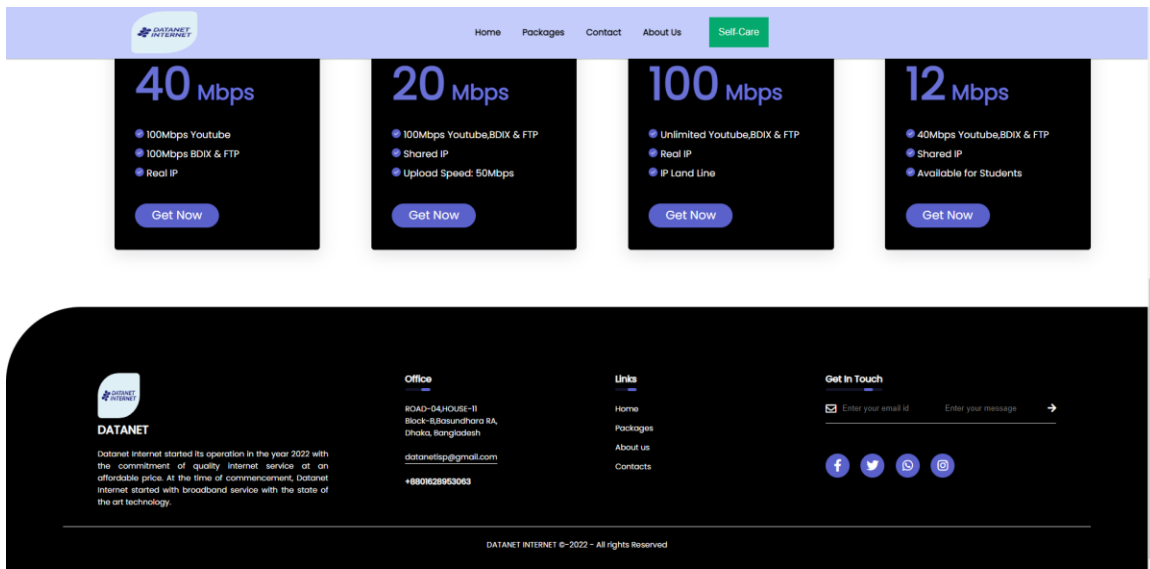 DATANET
INTERNET
Home
Packages
Contact
About Us
Self-Care
40 Mbps
100Mbps Youtube
100Mbps BDIX & FTP
Real IP
Get Now
20 Mbps
100Mbps Youtube,BDIX & FTP
Shared IP
Upload Speed: 50Mbps
Get Now
100 Mbps
Unlimited Youtube,BDIX & FTP
Real IP
IP Land Line
Get Now
12 Mbps
40Mbps Youtube,BDIX & FTP
Shared IP
Available for Students
Get Now
DATANET
INTERNET
DATANET
Datanet Internet started its operation in the year 2022 with
the commitment of quality internet service at an
affordable price. At the time of commencement, Datanet
Internet started with broadband service with the state of
the art technology.
Office
ROAD-04,HOUSE-11
Block-B,Basundhara RA,
Dhaka, Bangladesh
datanetisp@gmail.com
+8801628953063
Links
Home
Packages
About us
Contacts
Get In Touch
Enter your email id
Enter your message
DATANET INTERNET ©-2022 - All rights Reserved